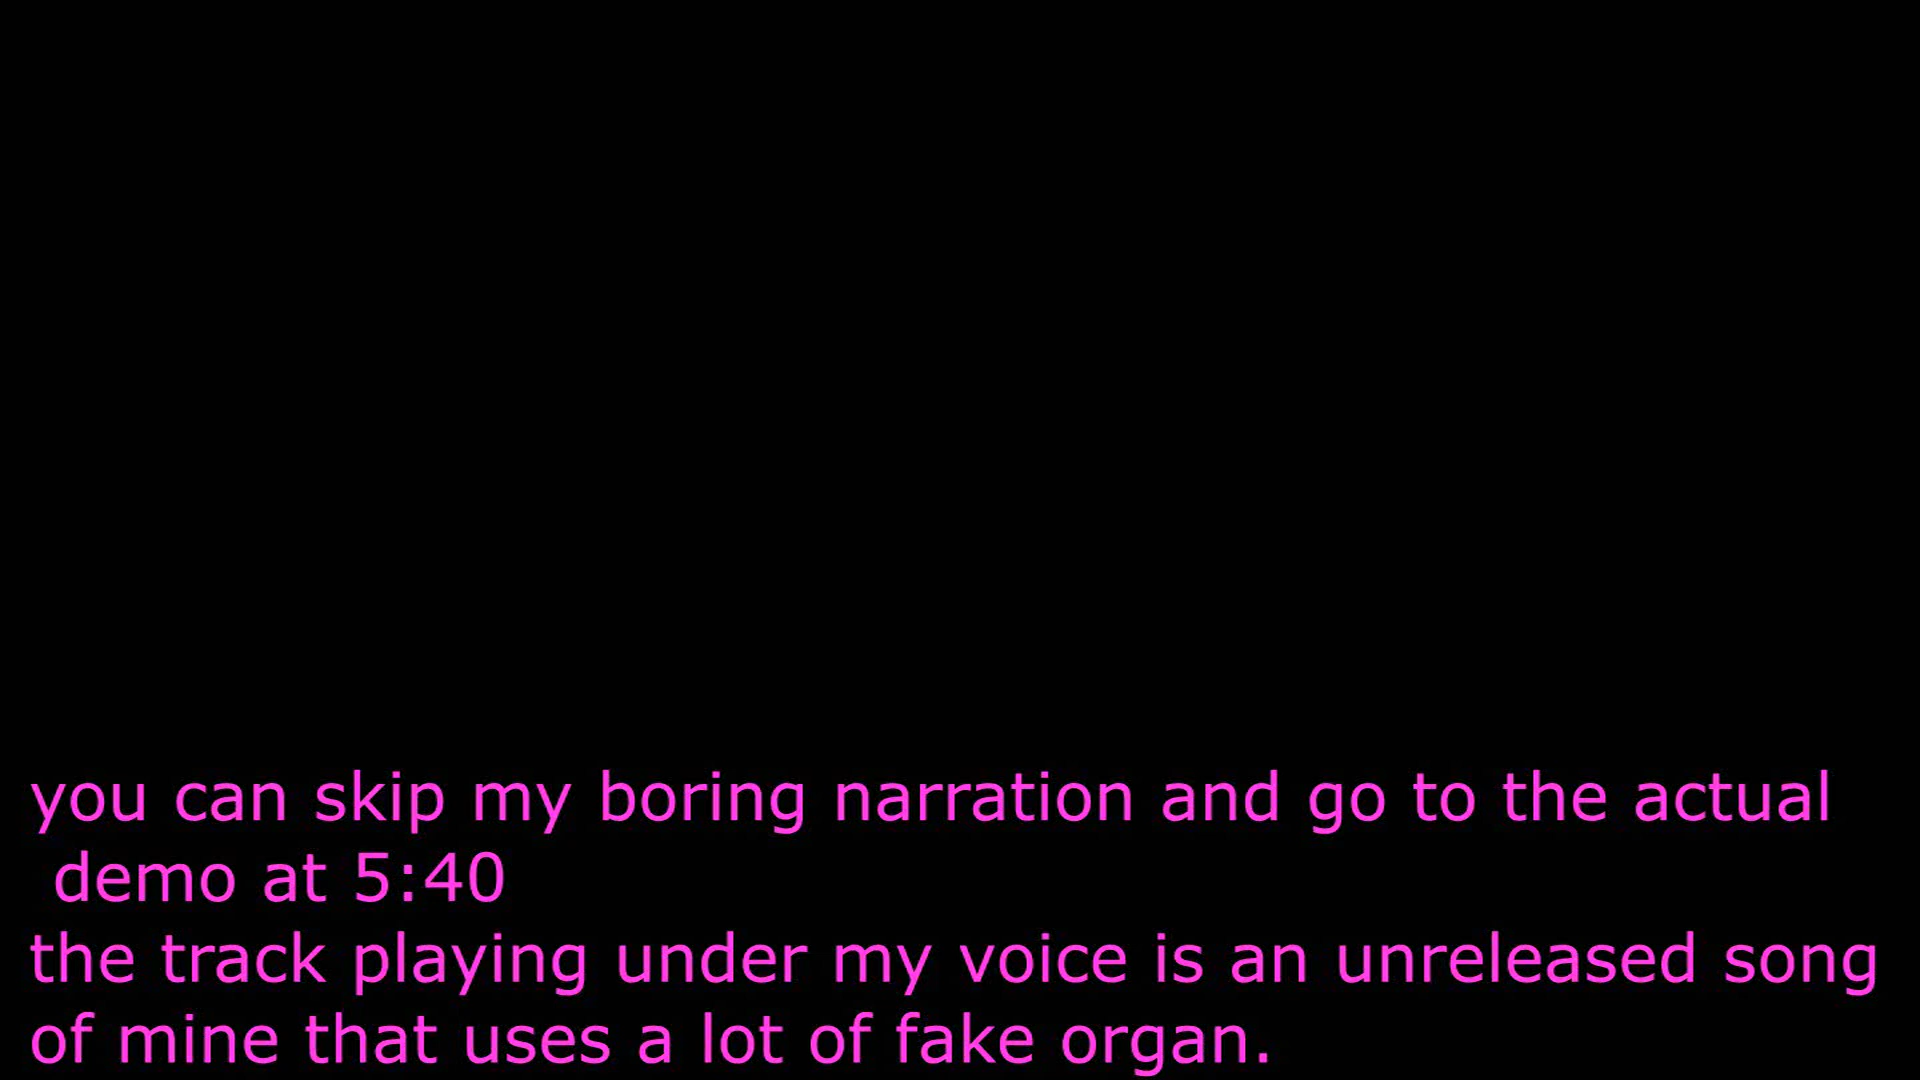 you can skip my boring narration and go to the actual
demo at 5:40
the track playing under my voice is an unreleased song
of mine that uses a lot of fake organ.